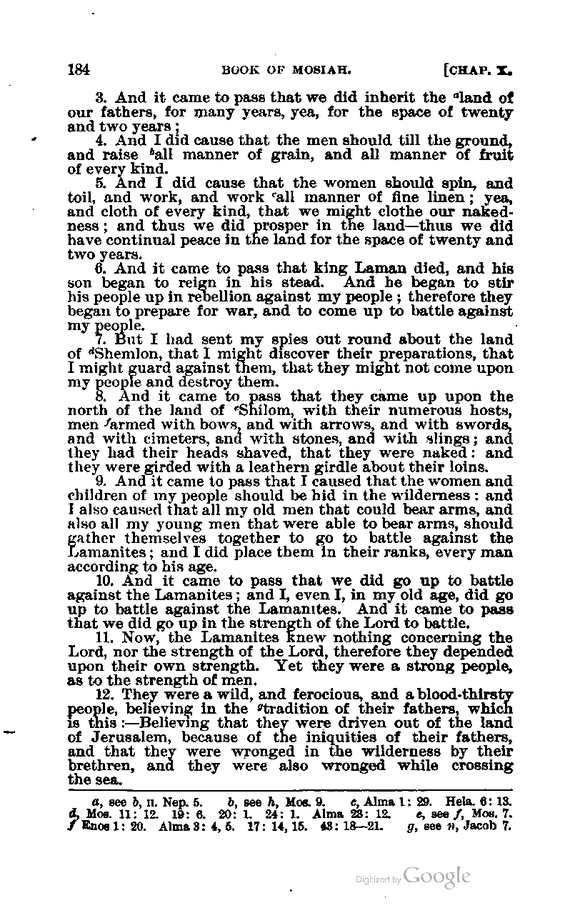 184 BOOK OF MOSIAH. [CHAP. X.
3. And it came to pass that we did inherit the ᵃland of
our fathers, for many years, yea, for the space of twenty
and two years;
4. And I did cause that the men should till the ground,
and raise ᵇall manner of grain, and all manner of fruit
of every kind.
5. And I did cause that the women should spin, and
toil, and work, and work ᶜall manner of fine linen; yea,
and cloth of every kind, that we might clothe our naked-
ness; and thus we did prosper in the land—thus we did
have continual peace in the land for the space of twenty and
two years.
6. And it came to pass that king Laman died, and his
son began to reign in his stead. And he began to stir
his people up in rebellion against my people; therefore they
began to prepare for war, and to come up to battle against
my people.
7. But I had sent my spies out round about the land
of ᵈShemlon, that I might discover their preparations, that
I might guard against them, that they might not come upon
my people and destroy them.
8. And it came to pass that they came up upon the
north of the land of ᵉShilom, with their numerous hosts,
men ᶠarmed with bows, and with arrows, and with swords,
and with cimeters, and with stones, and with slings; and
they had their heads shaved, that they were naked: and
they were girded with a leathern girdle about their loins.
9. And it came to pass that I caused that the women and
children of my people should be hid in the wilderness: and
I also caused that all my old men that could bear arms, and
also all my young men that were able to bear arms, should
gather themselves together to go to battle against the
Lamanites; and I did place them in their ranks, every man
according to his age.
10. And it came to pass that we did go up to battle
against the Lamanites; and I, even I, in my old age, did go
up to battle against the Lamanites. And it came to pass
that we did go up in the strength of the Lord to battle.
11. Now, the Lamanites knew nothing concerning the
Lord, nor the strength of the Lord, therefore they depended
upon their own strength. Yet they were a strong people,
as to the strength of men.
12. They were a wild, and ferocious, and a blood-thirsty
people, believing in the ᵍtradition of their fathers, which
is this:—Believing that they were driven out of the land
of Jerusalem, because of the iniquities of their fathers,
and that they were wronged in the wilderness by their
brethren, and they were also wronged while crossing
the sea.
a, see b, II. Nep. 5. b, see h, Mos. 9. c, Alma 1: 29. Hela. 6: 13.
d, Mos. 11: 12. 19: 6. 20: 1. 24: 1. Alma 23: 12. e, see f, Mos. 7.
f Enos 1: 20. Alma 3: 4, 5. 17: 14, 15. 43: 18—21. g, see n, Jacob 7.
Digitized by Google